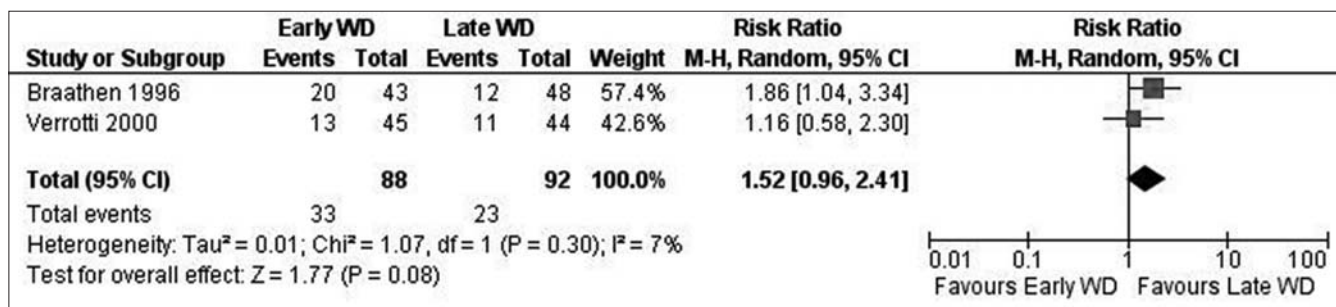 Early WD Late WD Risk Ratio Risk Ratio
Study or Subgroup Events Total Events Total Weight M-H, Random, 95% CI M-H, Random, 95% CI
Braathen 1996 20 43 12 48 57.4% 1.86 [1.04, 3.34]
Verrotti 2000 13 45 11 44 42.6% 1.16 [0.58, 2.30]
Total (95% CI) 88 92 100.0% 1.52 [0.96, 2.41]
Total events 33 23
Heterogeneity: Tau² = 0.01; Chi² = 1.07, df = 1 (P = 0.30); I² = 7%
Test for overall effect: Z = 1.77 (P = 0.08)
0.01 0.1 1 10 100
Favours Early WD Favours Late WD